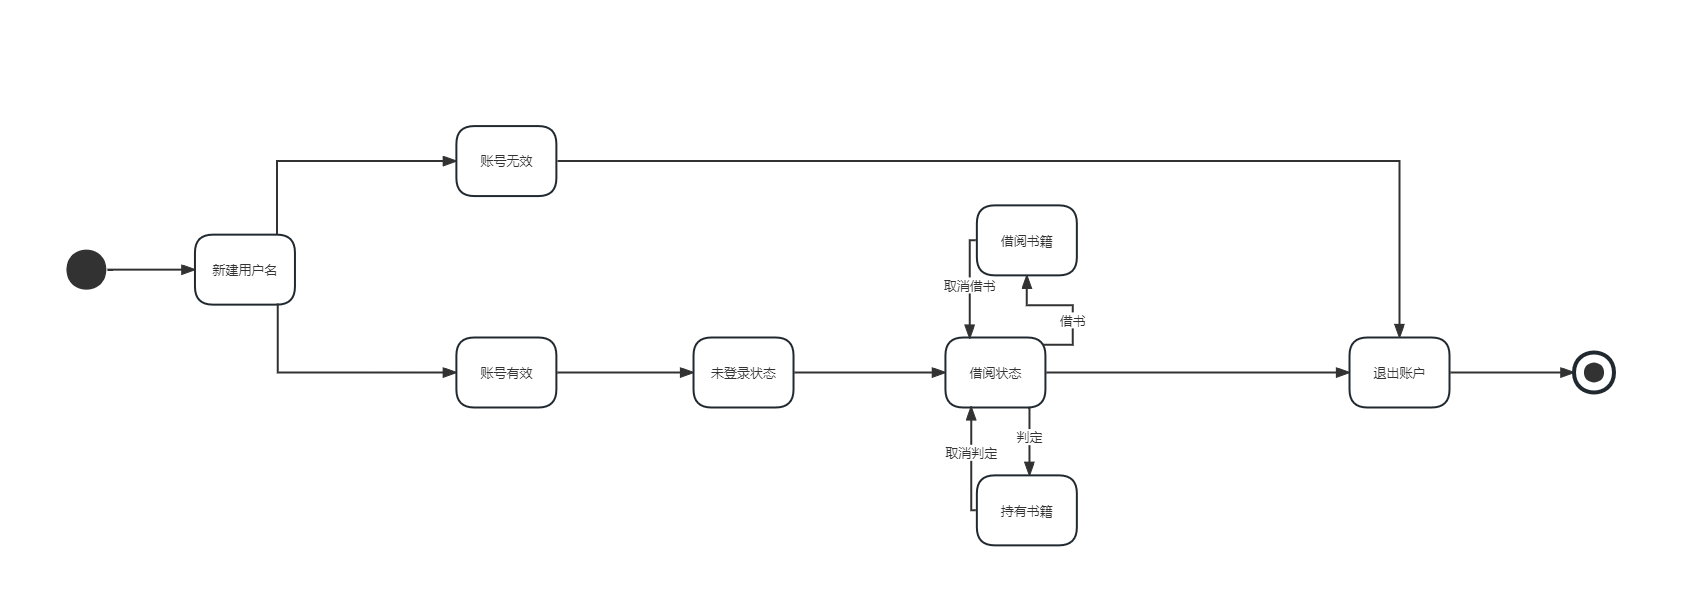 账号无效
借阅书籍
新建用户名
取消借书
借书
账号有效
未登录状态
借阅状态
退出账户
判定
取消判定
持有书籍